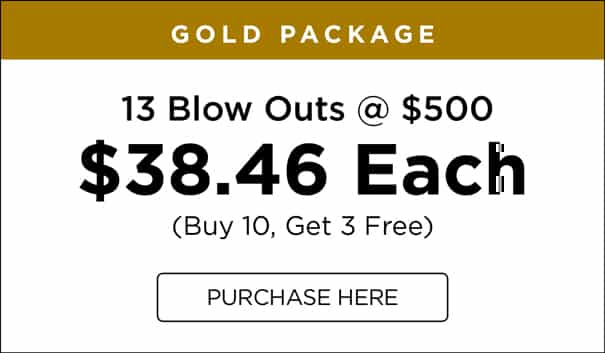 GOLD PACKAGE
13 Blow Outs @ $500
$38.46 Each
(Buy 10, Get 3 Free)
PURCHASE HERE